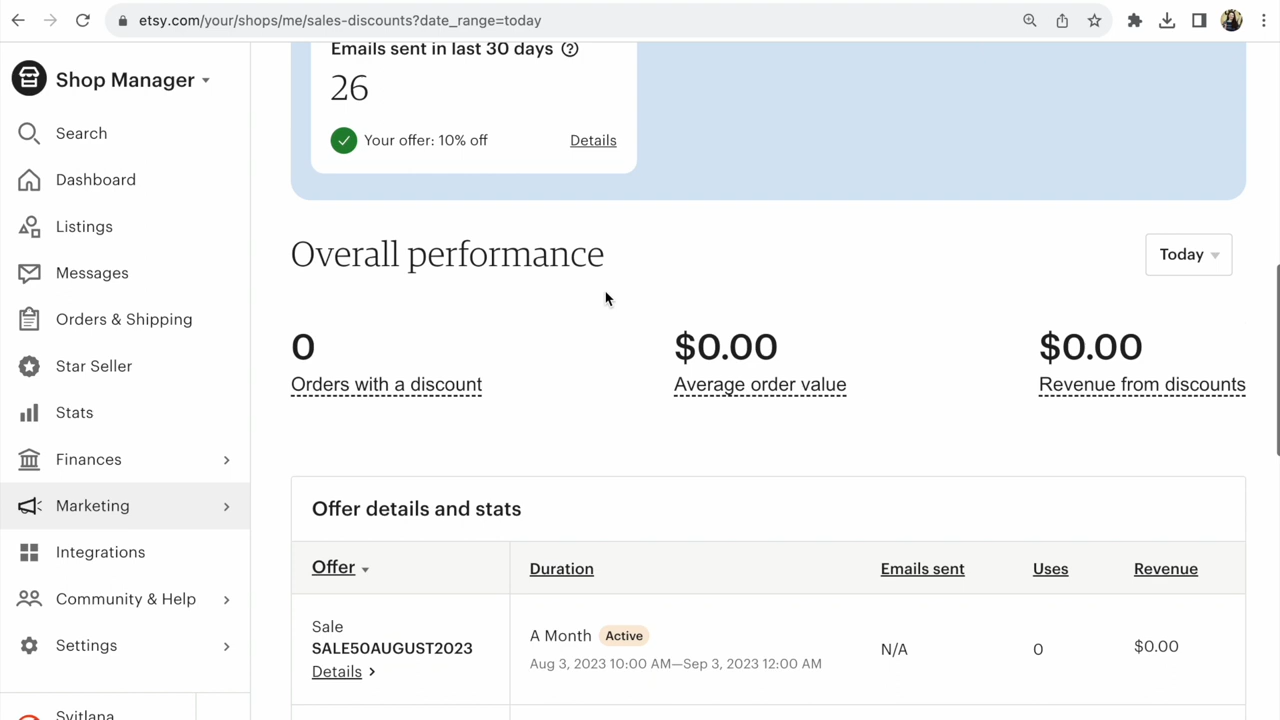 etsy.com/your/shops/me/sales-discounts?date_range=today
Shop Manager
Search
Dashboard
Listings
Messages
Orders & Shipping
Star Seller
Stats
Finances
Marketing
Integrations
Community & Help
Settings
Svitlana
Emails sent in last 30 days
26
Your offer: 10% off Details
Overall performance Today
0 $0.00 $0.00
Orders with a discount Average order value Revenue from discounts
Offer details and stats
Offer Duration Emails sent Uses Revenue
Sale
SALE50AUGUST2023
Details
A Month Active
Aug 3, 2023 10:00 AM—Sep 3, 2023 12:00 AM
N/A 0 $0.00